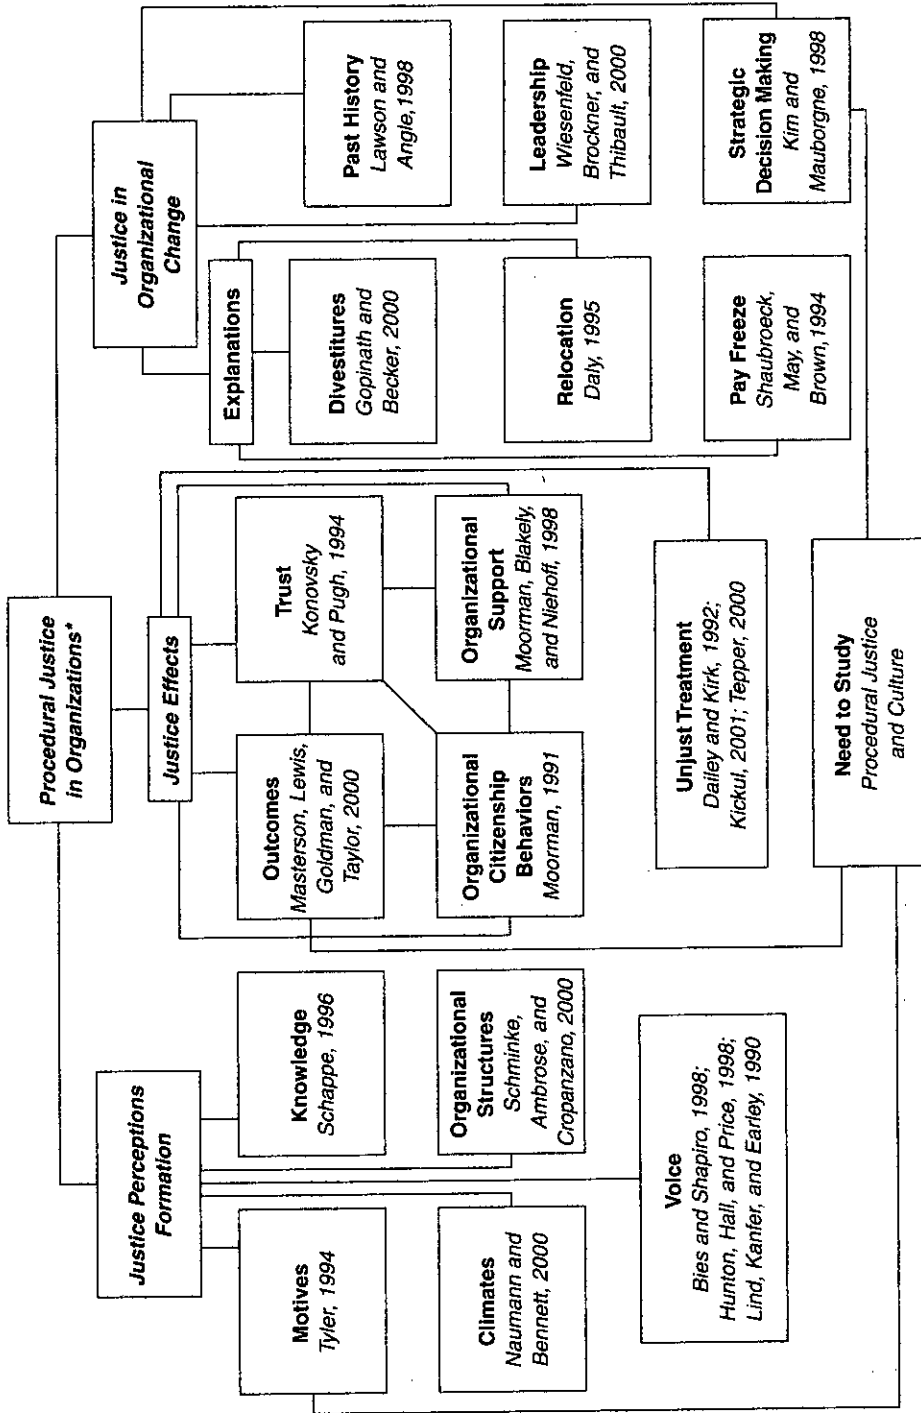 Procedural Justice
in Organizations*
Justice Perceptions
Formation
Motives
Tyler, 1994
Knowledge
Schappe, 1996
Climates
Naumann and
Bennett, 2000
Organizational
Structures
Schminke,
Ambrose, and
Cropanzano, 2000
Voice
Bies and Shapiro, 1998;
Hunton, Hall, and Price, 1998;
Lind, Kanfer, and Earley, 1990
Justice Effects
Outcomes
Masterson, Lewis,
Goldman, and
Taylor, 2000
Trust
Konovsky
and Pugh, 1994
Organizational
Citizenship
Behaviors
Moorman, 1991
Organizational
Support
Moorman, Blakely,
and Niehoff, 1998
Unjust Treatment
Dailey and Kirk, 1992;
Kickul, 2001; Tepper, 2000
Justice in
Organizational
Change
Explanations
Past History
Lawson and
Angle, 1998
Divestitures
Gopinath and
Becker, 2000
Leadership
Wiesenfeld,
Brockner, and
Thibault, 2000
Relocation
Daly, 1995
Strategic
Decision Making
Kim and
Mauborgne, 1998
Pay Freeze
Shaubroeck,
May, and
Brown, 1994
Need to Study
Procedural Justice
and Culture